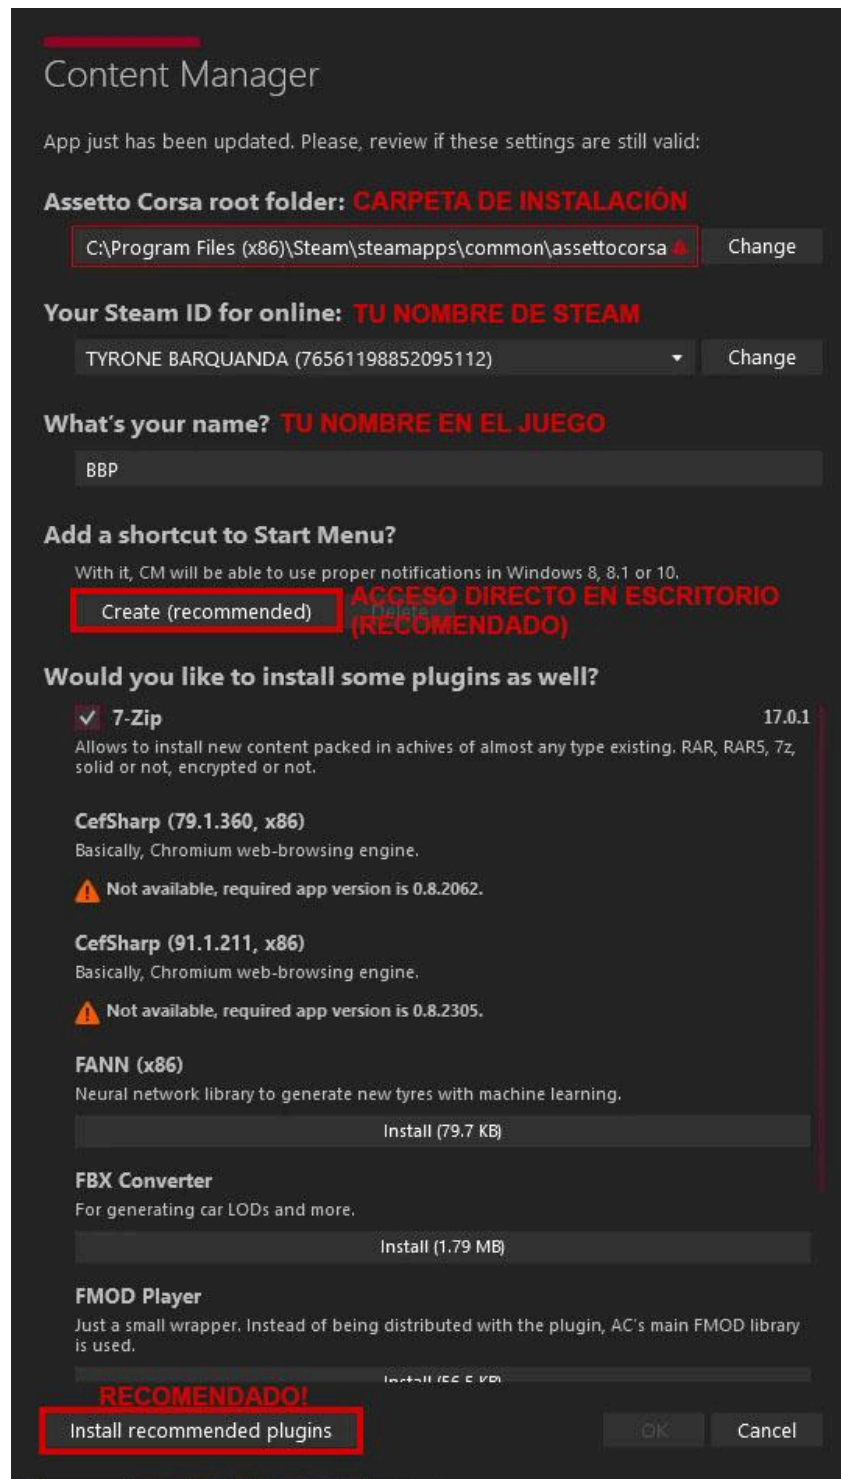 Content Manager
App just has been updated. Please, review if these settings are still valid:
Assetto Corsa root folder: CARPETA DE INSTALACIÓN
C:\Program Files (x86)\Steam\steamapps\common\assettocorsa Change
Your Steam ID for online: TU NOMBRE DE STEAM
TYRONE BARQUANDA (76561198852095112) Change
What's your name? TU NOMBRE EN EL JUEGO
BBP
Add a shortcut to Start Menu?
With it, CM will be able to use proper notifications in Windows 8, 8.1 or 10.
Create (recommended) Delete ACCESO DIRECTO EN ESCRITORIO
(RECOMENDADO)
Would you like to install some plugins as well?
7-Zip 17.0.1
Allows to install new content packed in achives of almost any type existing. RAR, RAR5, 7z,
solid or not, encrypted or not.
CefSharp (79.1.360, x86)
Basically, Chromium web-browsing engine.
Not available, required app version is 0.8.2062.
CefSharp (91.1.211, x86)
Basically, Chromium web-browsing engine.
Not available, required app version is 0.8.2305.
FANN (x86)
Neural network library to generate new tyres with machine learning.
Install (79.7 KB)
FBX Converter
For generating car LODs and more.
Install (1.79 MB)
FMOD Player
Just a small wrapper. Instead of being distributed with the plugin, AC's main FMOD library
is used.
Install (56.5 KB)
RECOMENDADO!
Install recommended plugins OK Cancel